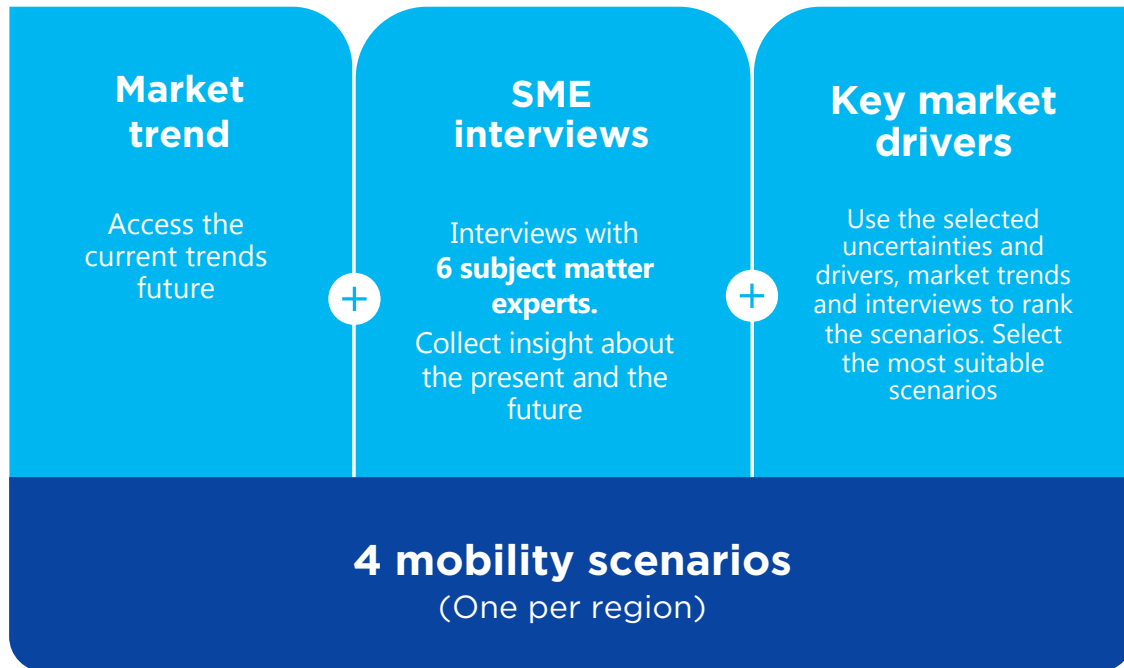 Market
trend
Access the
current trends
future
+
SME
interviews
Interviews with
6 subject matter
experts.
Collect insight about
the present and the
future
+
Key market
drivers
Use the selected
uncertainties and
drivers, market trends
and interviews to rank
the scenarios. Select
the most suitable
scenarios
4 mobility scenarios
(One per region)